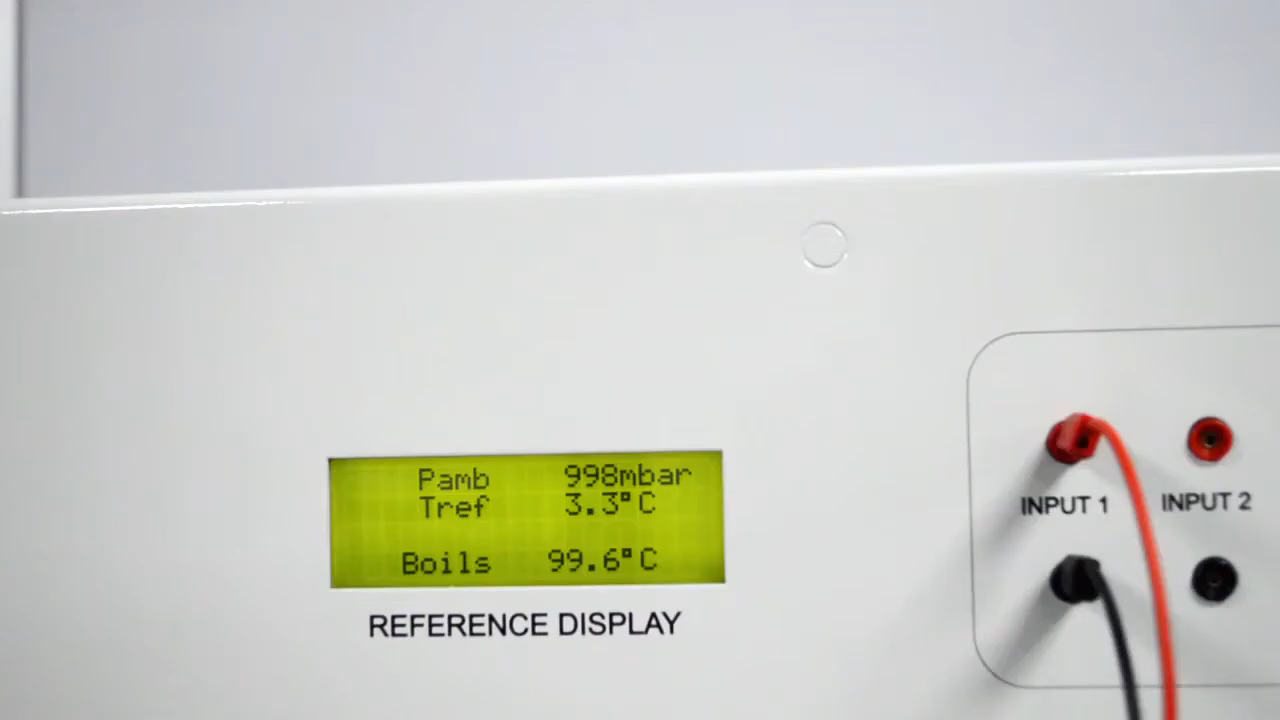 Pamb 998mbar
Tref 3.3°C
Boils 99.6°C
REFERENCE DISPLAY
INPUT 1
INPUT 2